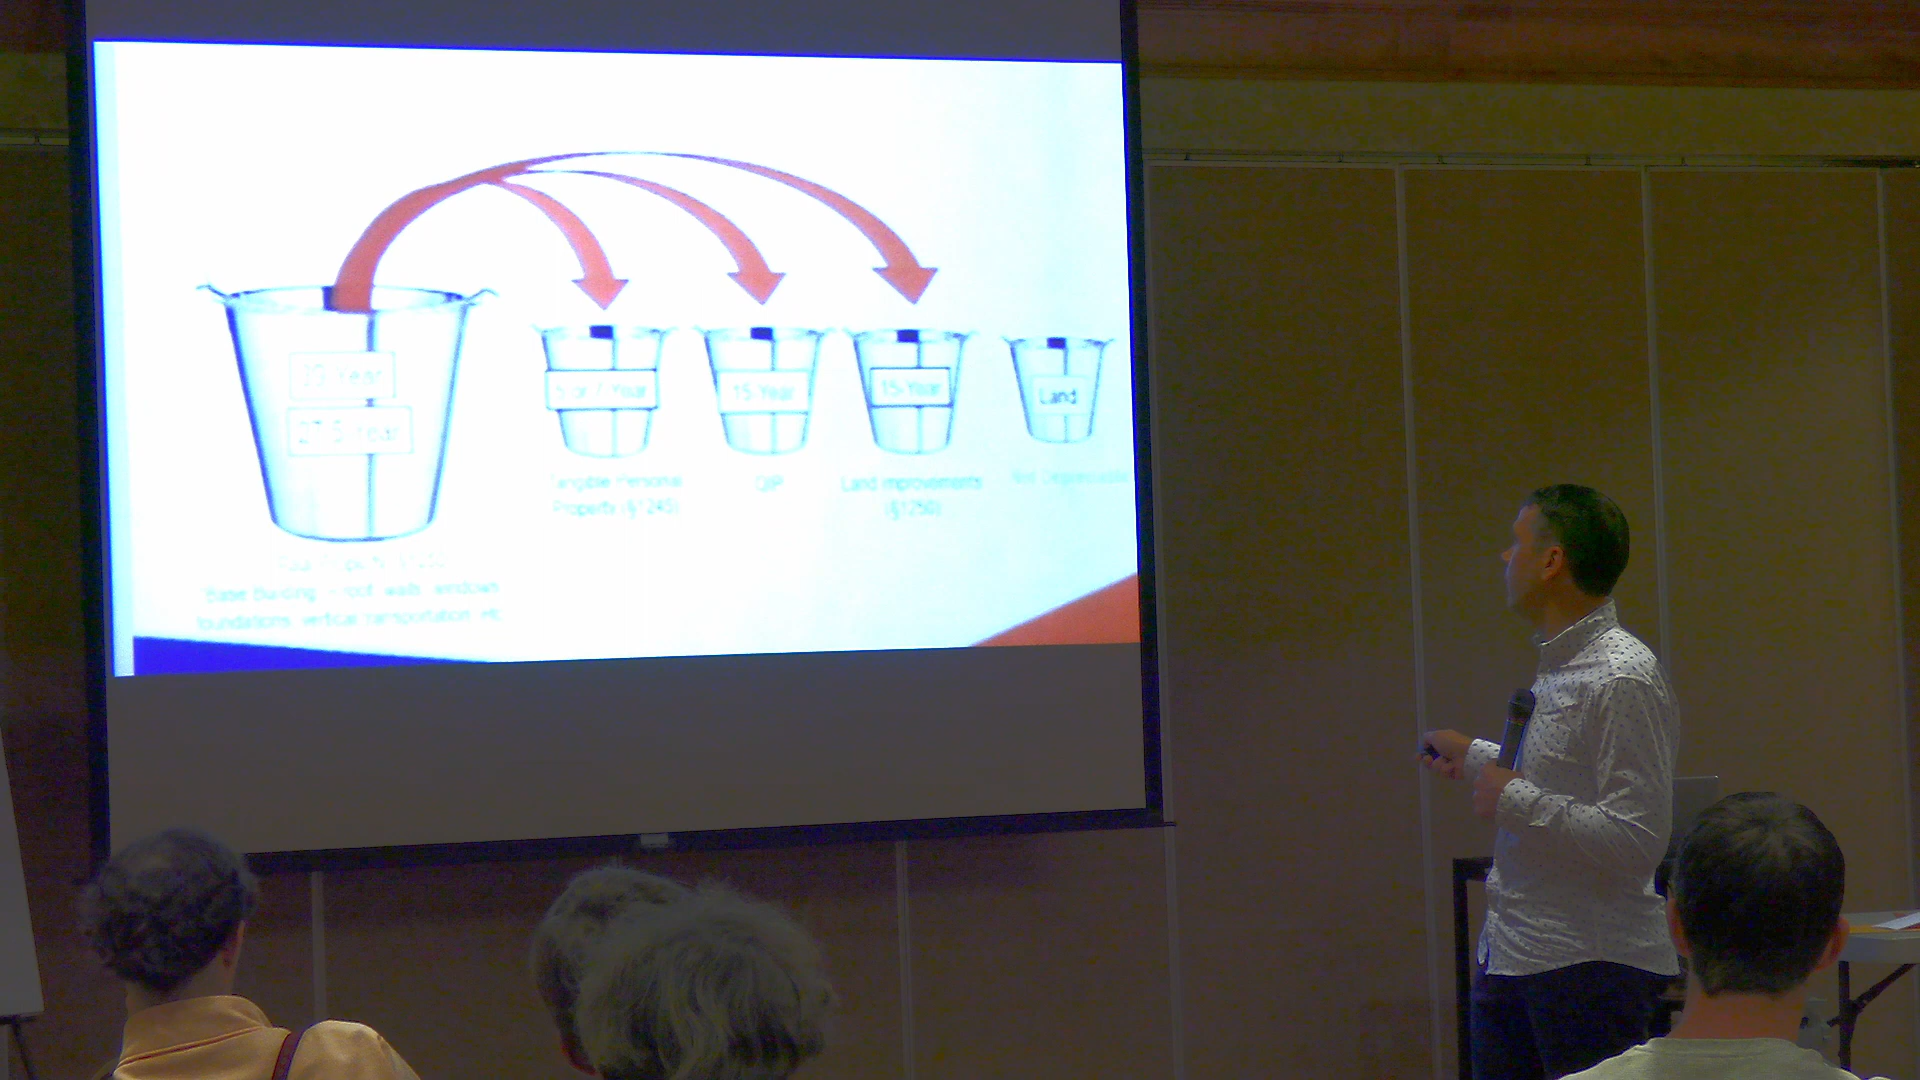 39 Year
27.5 Year
5 or 7 Year
15 Year
15 Year
Land
Tangible Personal
Property (§1245)
QIP
Land Improvements
(§1250)
Not Depreciable
Real Property §1250
"Base Building" - roof, walls, windows
foundations, vertical transportation, etc